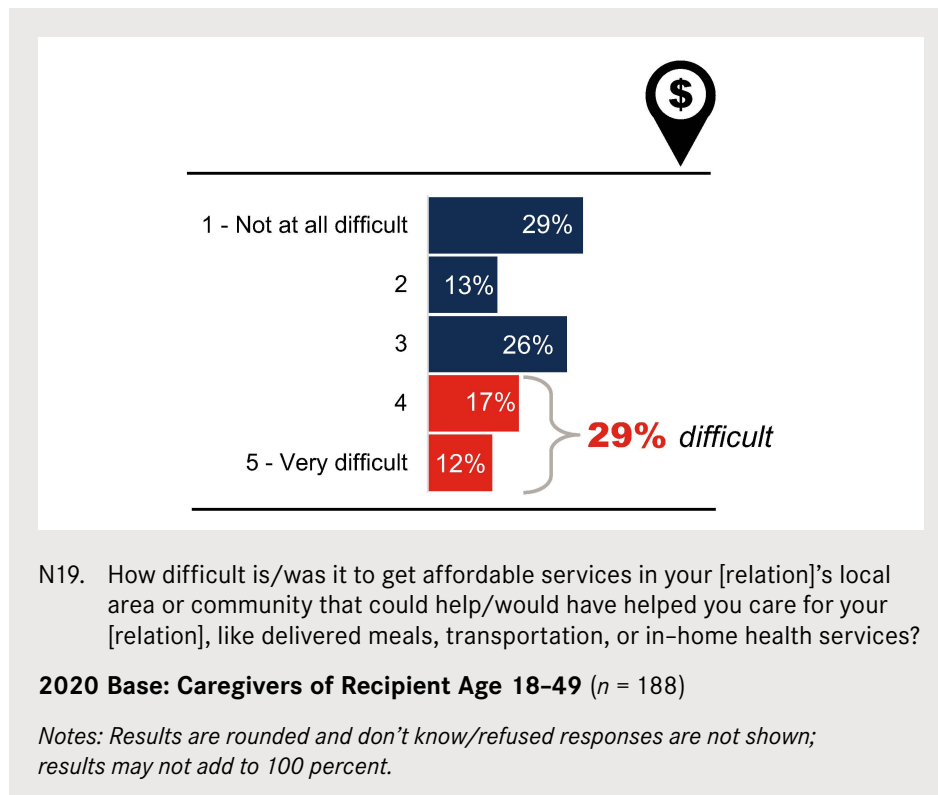 $
1 - Not at all difficult 29%
2 13%
3 26%
4 17%
5 - Very difficult 12%
29% difficult
N19. How difficult is/was it to get affordable services in your [relation]'s local
area or community that could help/would have helped you care for your
[relation], like delivered meals, transportation, or in-home health services?
2020 Base: Caregivers of Recipient Age 18–49 (n = 188)
Notes: Results are rounded and don't know/refused responses are not shown;
results may not add to 100 percent.